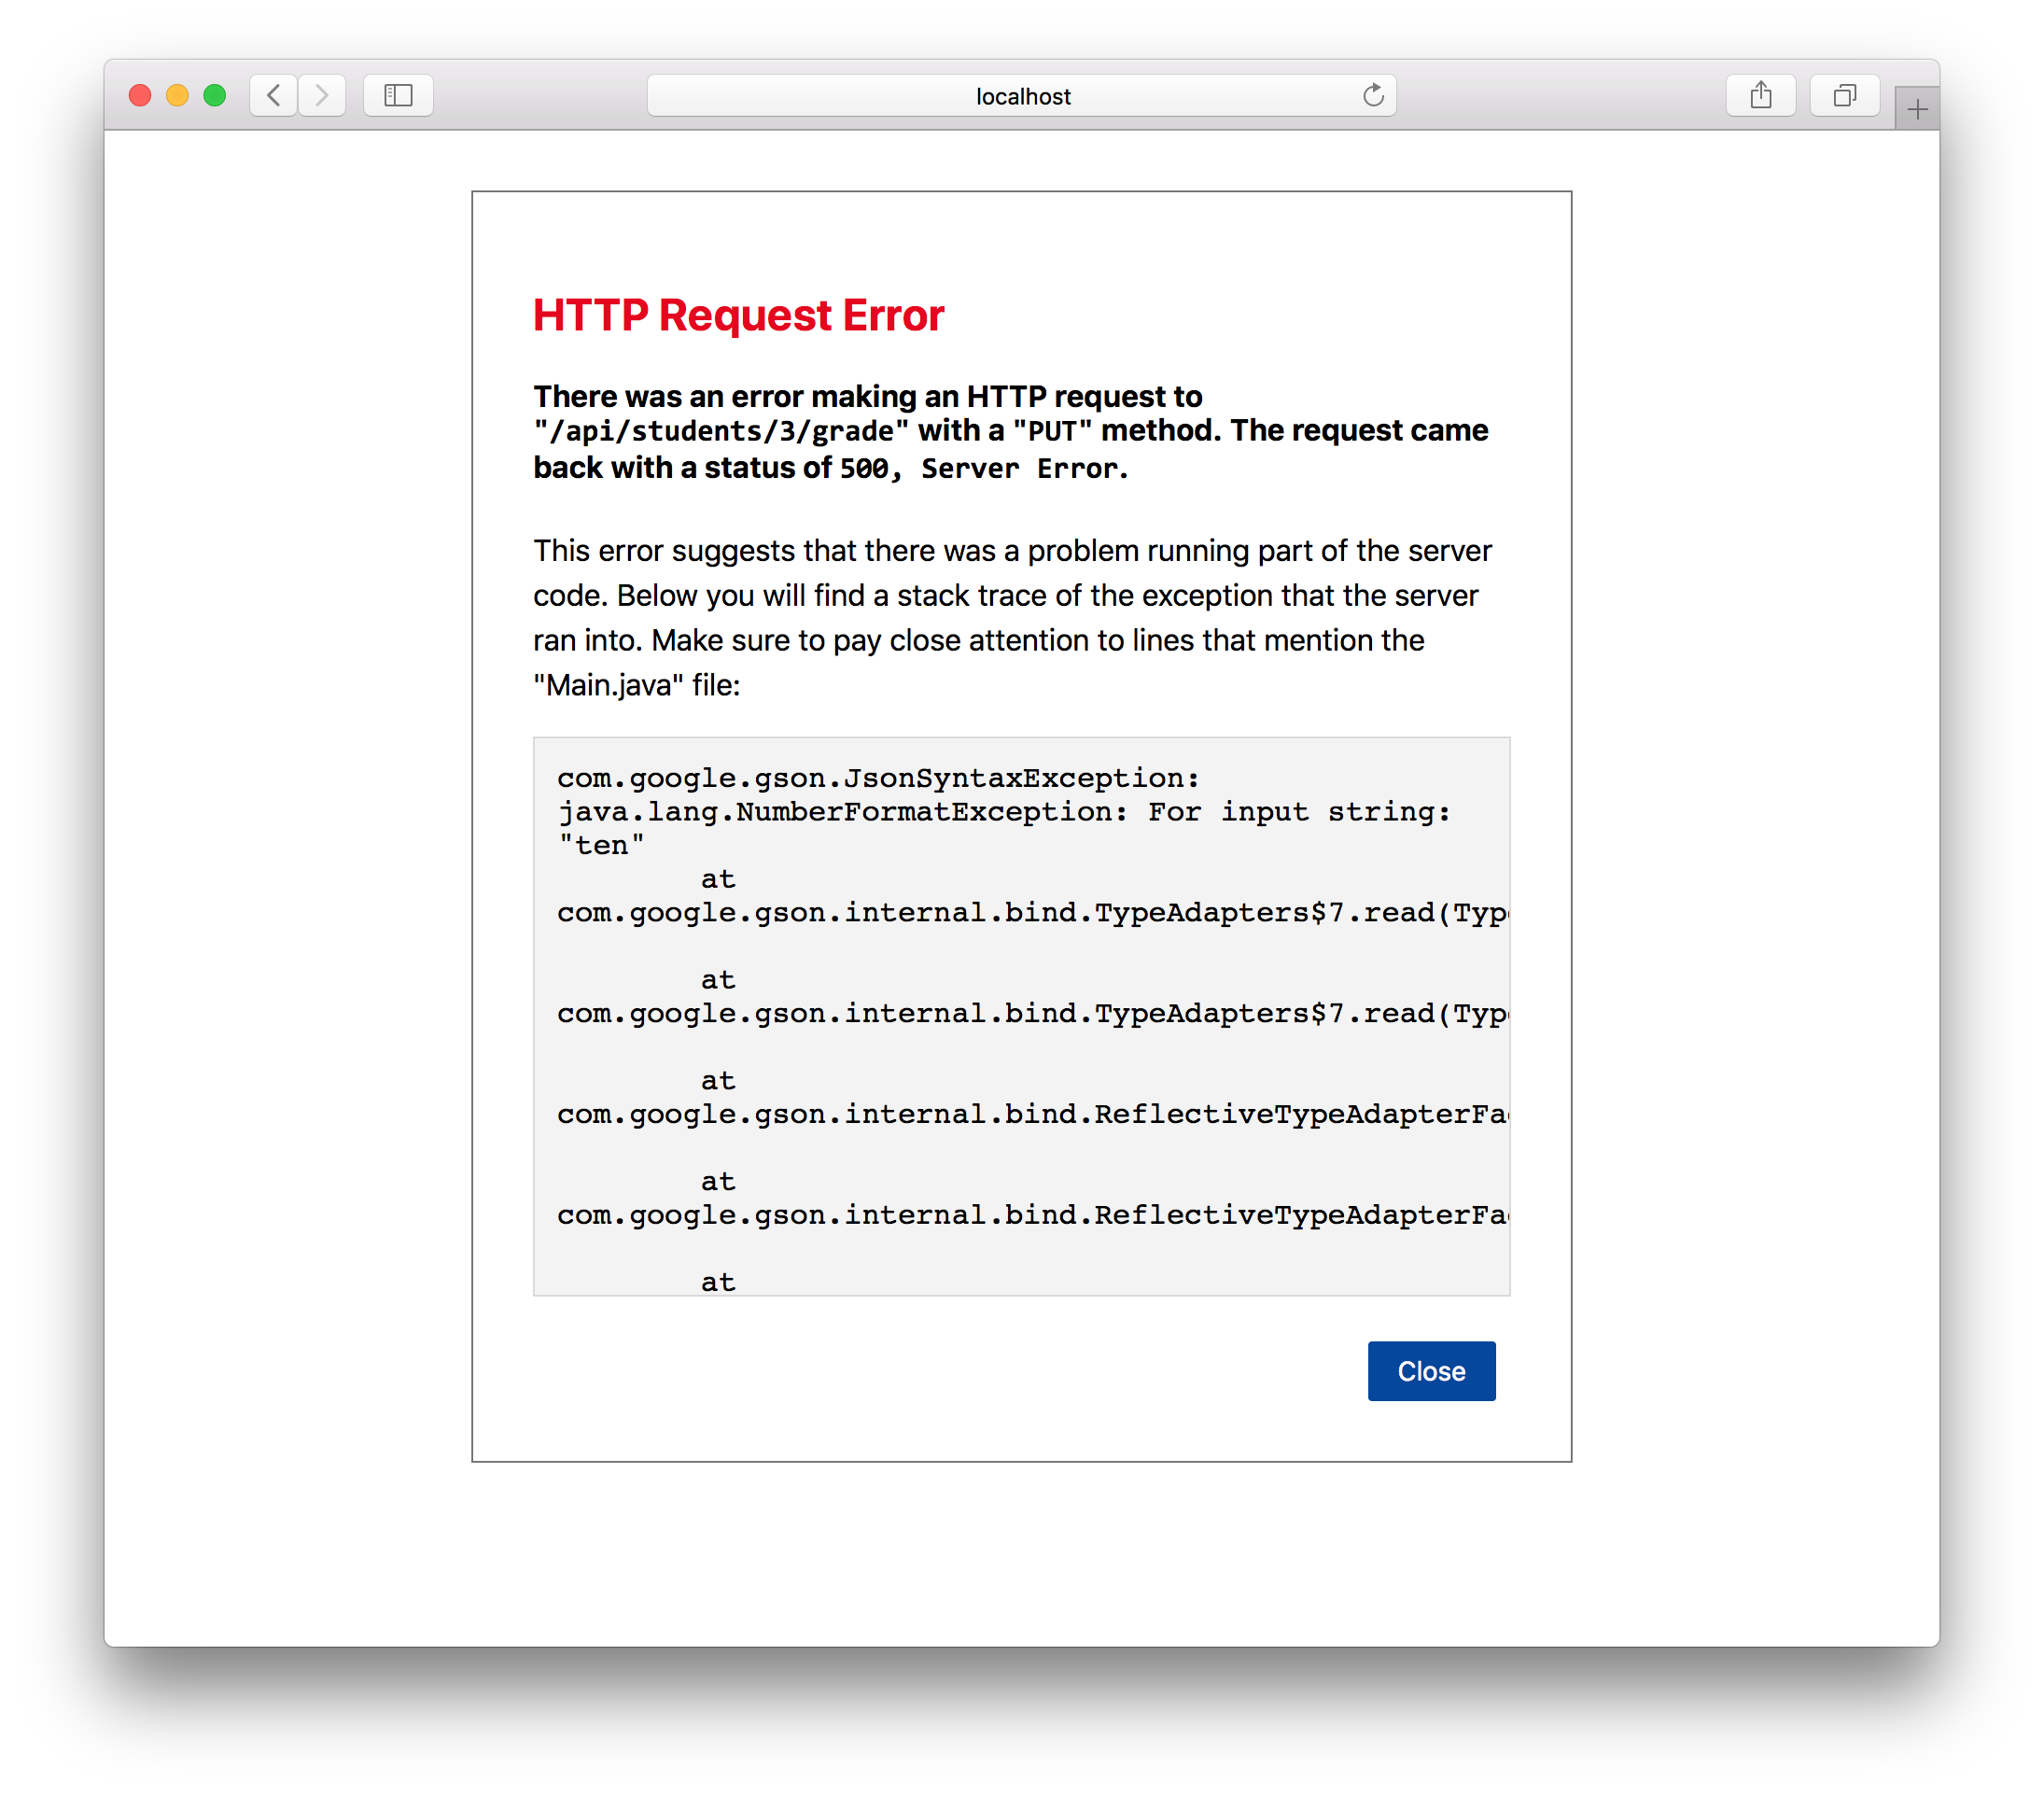 localhost
HTTP Request Error
There was an error making an HTTP request to
"/api/students/3/grade" with a "PUT" method. The request came
back with a status of 500, Server Error.
This error suggests that there was a problem running part of the server
code. Below you will find a stack trace of the exception that the server
ran into. Make sure to pay close attention to lines that mention the
"Main.java" file:
com.google.gson.JsonSyntaxException:
java.lang.NumberFormatException: For input string:
"ten"
at
com.google.gson.internal.bind.TypeAdapters$7.read(Typ
at
com.google.gson.internal.bind.TypeAdapters$7.read(Typ
at
com.google.gson.internal.bind.ReflectiveTypeAdapterFa
at
com.google.gson.internal.bind.ReflectiveTypeAdapterFa
at
Close